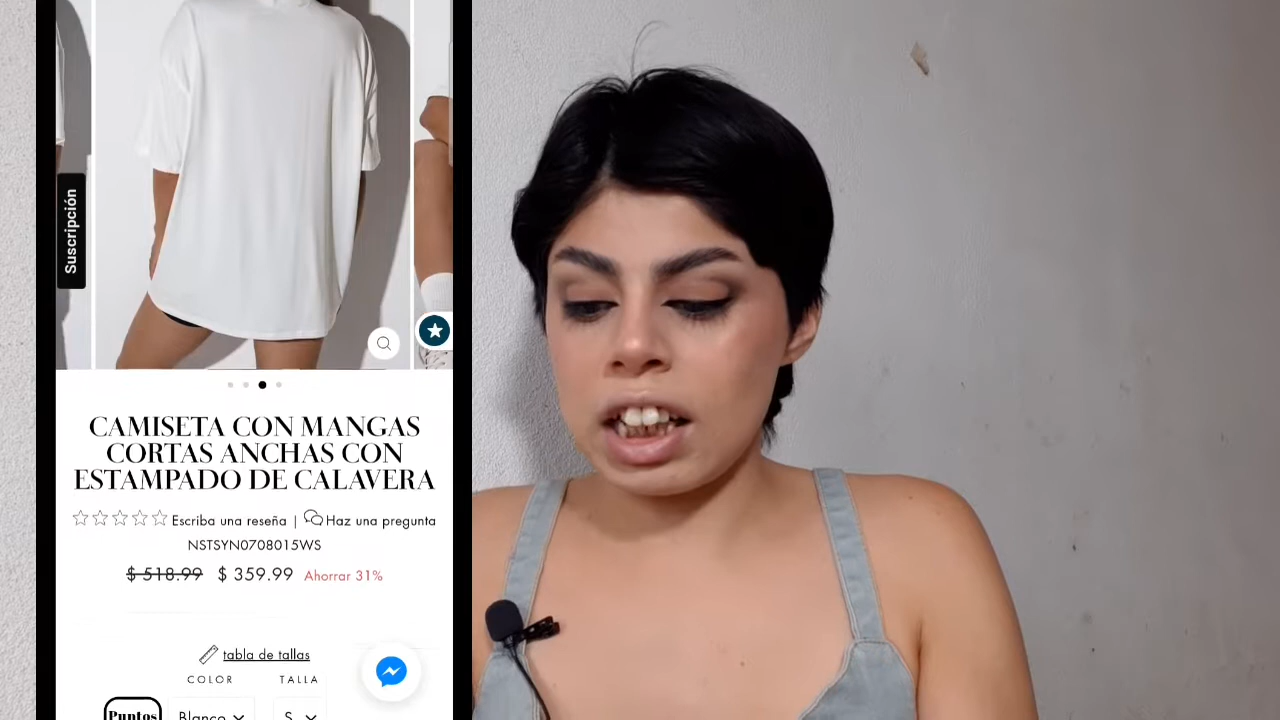 Suscripción
CAMISETA CON MANGAS
CORTAS ANCHAS CON
ESTAMPADO DE CALAVERA
Escriba una reseña | Haz una pregunta
NSTSYN0708015WS
$ 518.99 $ 359.99 Ahorrar 31%
tabla de tallas
COLOR TALLA
Puntos Blanco S